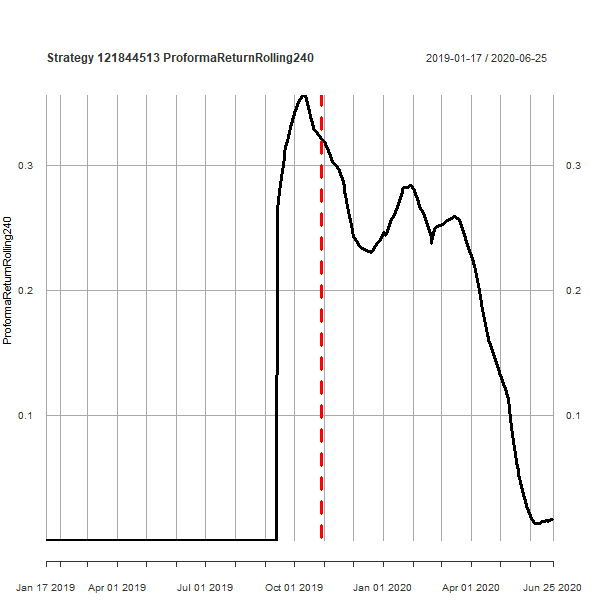 Strategy 121844513 ProformaReturnRolling240
2019-01-17 / 2020-06-25
ProformaReturnRolling240
0.3
0.3
0.2
0.2
0.1
0.1
Jan 17 2019
Apr 01 2019
Jul 01 2019
Oct 01 2019
Jan 01 2020
Apr 01 2020
Jun 25 2020